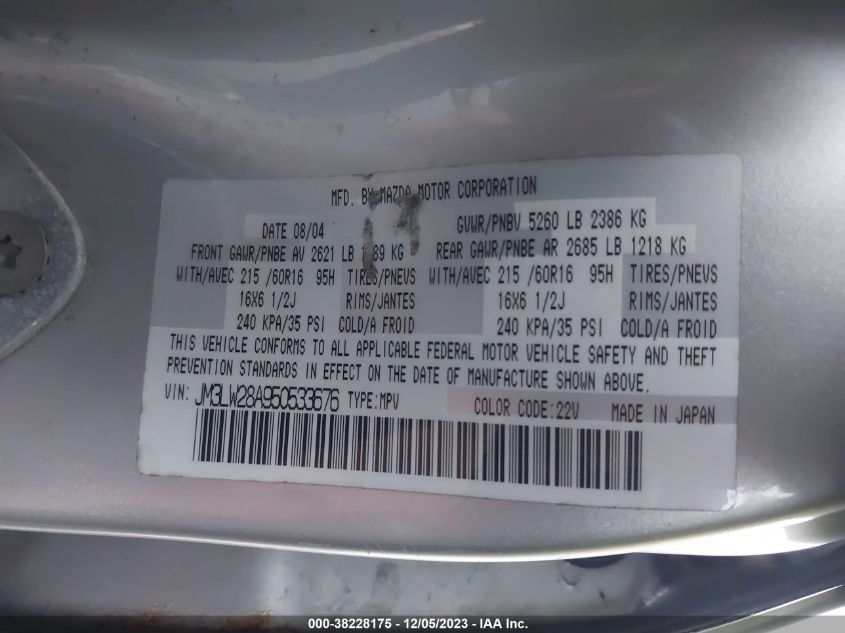 MFD. BY MAZDA MOTOR CORPORATION
DATE 08/04 GVWR/PNBV 5260 LB 2386 KG
FRONT GAWR/PNBE AV 2621 LB KG REAR GAWR/PNBE AR 2685 LB 1218 KG
WITH/AVEC 215 /60R16 95H TIRES/PNEVS WITH/AVEC 215 /60R16 95H TIRES/PNEVS
16X6 1/2J RIMS/JANTES 16X6 1/2J RIMS/JANTES
240 KPA/35 PSI COLD/A FROID 240 KPA/35 PSI COLD/A FROID
THIS VEHICLE CONFORMS TO ALL APPLICABLE FEDERAL MOTOR VEHICLE SAFETY AND THEFT
PREVENTION STANDARDS IN EFFECT ON THE DATE OF MANUFACTURE SHOWN ABOVE.
VIN: JM3LW28A950533676 TYPE:MPV COLOR CODE:22V MADE IN JAPAN
000-38228175 - 12/05/2023 - IAA Inc.